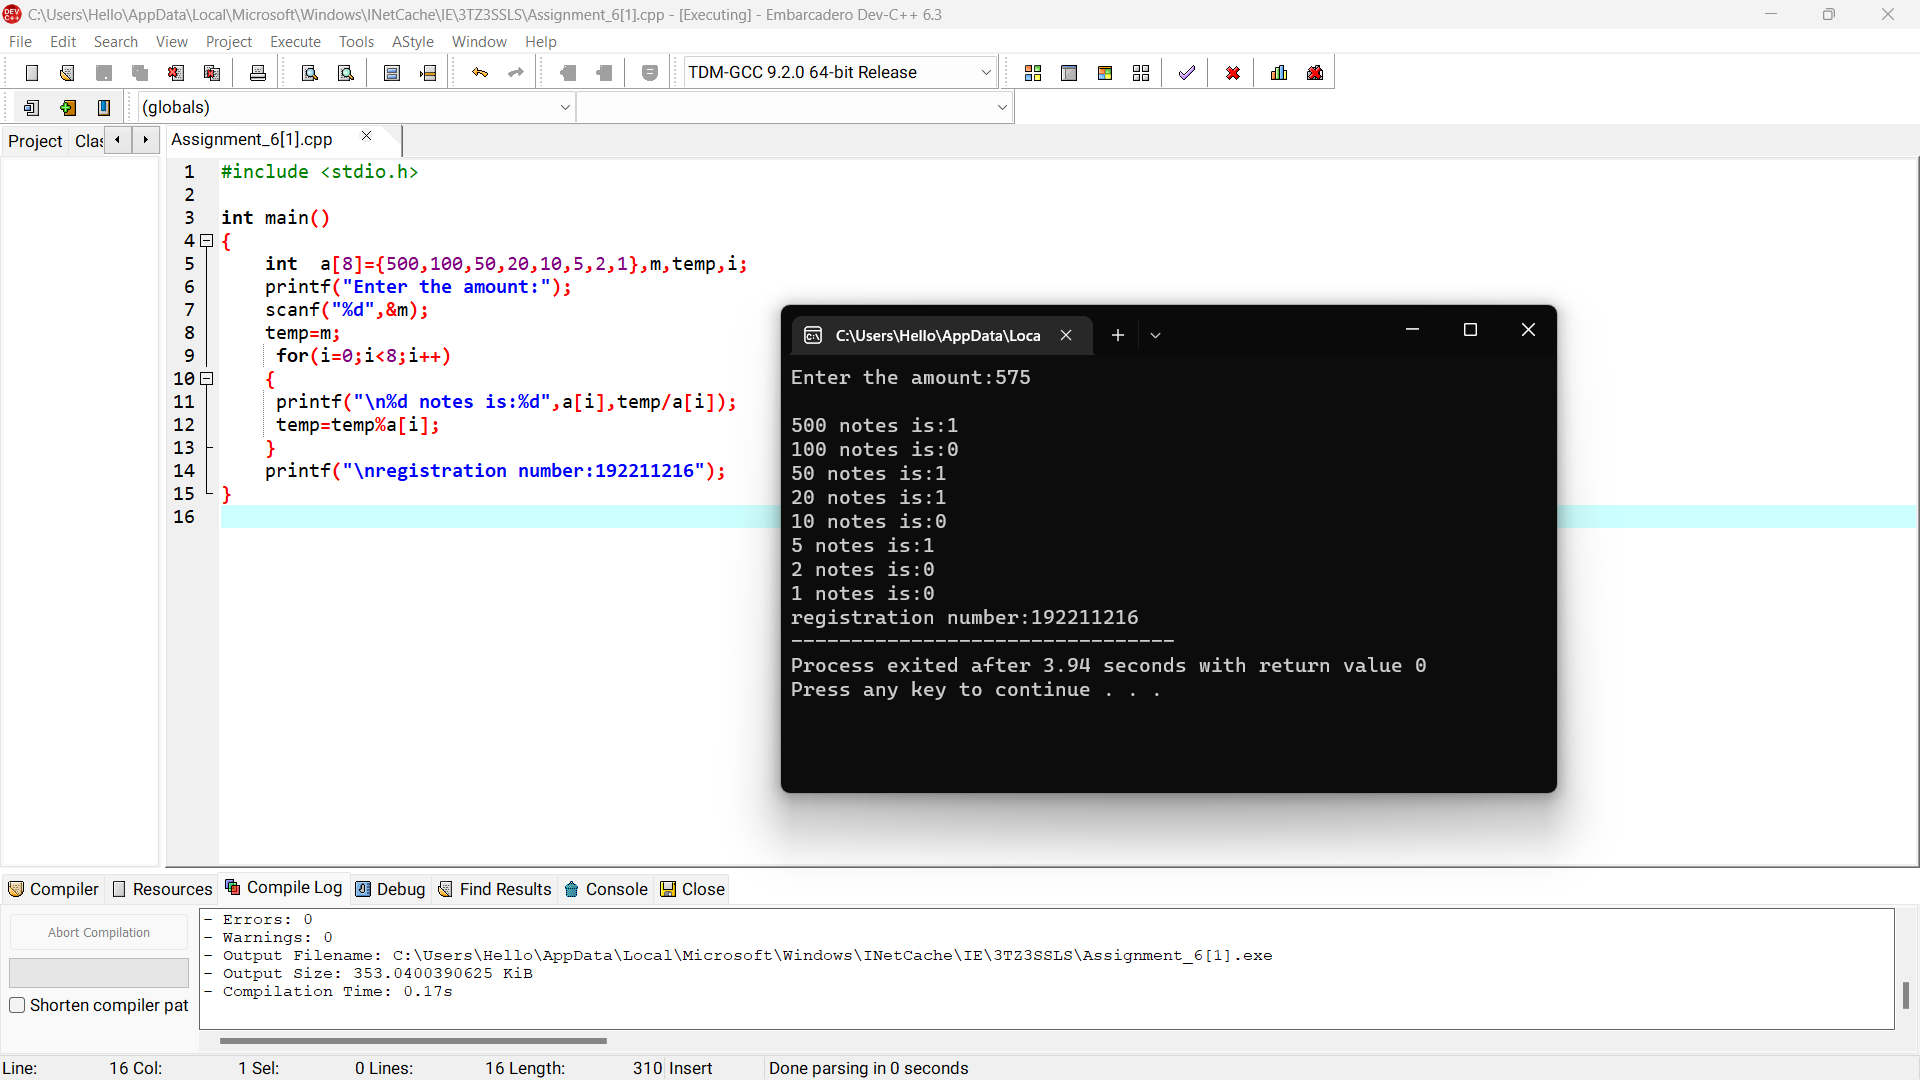 C:\Users\Hello\AppData\Local\Microsoft\Windows\INetCache\IE\3TZ3SSLS\Assignment_6[1].cpp - [Executing] - Embarcadero Dev-C++ 6.3
File Edit Search View Project Execute Tools AStyle Window Help
TDM-GCC 9.2.0 64-bit Release
(globals)
Project Clas Assignment_6[1].cpp
1 #include <stdio.h>
2
3 int main()
4 {
5 int  a[8]={500,100,50,20,10,5,2,1},m,temp,i;
6 printf("Enter the amount:");
7 scanf("%d",&m);
8 temp=m;
9 for(i=0;i<8;i++)
10 {
11 printf("\n%d notes is:%d",a[i],temp/a[i]);
12 temp=temp%a[i];
13 }
14 printf("\nregistration number:192211216");
15 }
16
C:\Users\Hello\AppData\Loca
Enter the amount:575
500 notes is:1
100 notes is:0
50 notes is:1
20 notes is:1
10 notes is:0
5 notes is:1
2 notes is:0
1 notes is:0
registration number:192211216
--------------------------------
Process exited after 3.94 seconds with return value 0
Press any key to continue . . .
Compiler Resources Compile Log Debug Find Results Console Close
Abort Compilation
Shorten compiler pat
- Errors: 0
- Warnings: 0
- Output Filename: C:\Users\Hello\AppData\Local\Microsoft\Windows\INetCache\IE\3TZ3SSLS\Assignment_6[1].exe
- Output Size: 353.0400390625 KiB
- Compilation Time: 0.17s
Line: 16 Col: 1 Sel: 0 Lines: 16 Length: 310 Insert Done parsing in 0 seconds